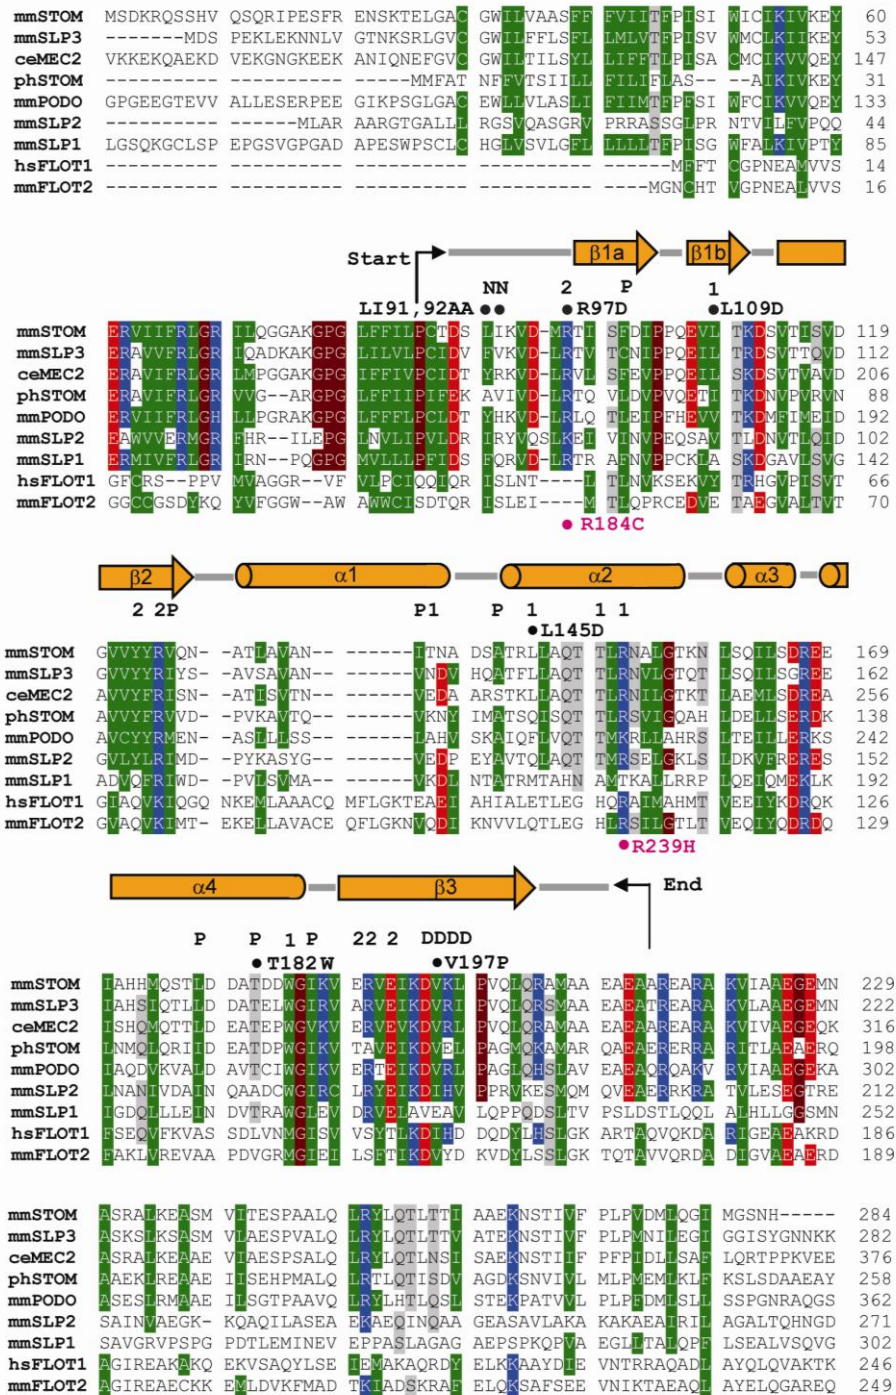 mmSTOM MSDKRQSSHV QSQRIPESFR ENSKTELGAC GWILVAASFF FVIITFPISI WICIKIVKEY 60
mmSLP3 -------MDS PEKLEKNNLV GTNKSRLGVC GWILFFLSFL LMLVTFPVSV WMCLKIIKEY 53
ceMEC2 VKKEKQAEKD VEKGNGKEEK ANIQNEFGVC GWILTILSYL LIFFTLPISA CMCIKVVQEY 147
phSTOM ---------- ---------- -----MMFAT NFFVTSIILL FILIFLAS-- -AIKIVKEY 31
mmPODO GPGEEGTEVV ALLESERPEE GIKPSGLGAC EWLLVLASLI FIIMTFPFSI WFCIKVVQEY 133
mmSLP2 ---------- ------MLAR AARGTGALLL RGSVQASGRV PRRASSGLPR NTVILFVPQQ 44
mmSLP1 LGSQKGCLSP EPGSVGPGAD APESWPSCLC HGLVSVLGFL LLLLTFPISG WFALKIVPTY 85
hsFLOT1 ---------- ---------- ---------- ---------- ----MFFT CGPNEAMVVS 14
mmFLOT2 ---------- ---------- ---------- ---------- ----MGNCHT VGPNEALVVS 16
Start β1a β1b
NN 2 P 1
LI91,92AA R97D L109D
mmSTOM ERVIIFRLGR ILQGGAKGPG LFFILPCTDS LIKVD-MRTI SFDIPPQEVL TKDSVTISVD 119
mmSLP3 ERAVVFRLGR IQADKAKGPG LILVLPCIDV FVKVD-LRTV TCNIPPQEIL TRDSVTTQVD 112
ceMEC2 ERAVIFRLGR LMPGGAKGPG IFFIVPCIDT YRKVD-LRVL SFEVPPQEIL SKDSVTVAVD 206
phSTOM ERAVIFRLGR VVG--ARGPG LFFIIPIFEK AVIVD-LRTQ VLDVPVQETI TKDNVPVRVN 88
mmPODO ERVIIFRLGH LLPGRAKGPG LFFFLPCLDT YHKVD-LRLQ TLEIPFHEVV TKDMFIMEID 192
mmSLP2 EAWVVERMGR FHR-ILEPG LNVLIPVLDR IRYVQSLKEI VINVPEQSAV TLDNVTLQID 102
mmSLP1 ERMIVFRLGR IRN-PQGPG MVLLLPFIDS FQRVD-LRTR AFNVPPCKLA SKDGAVLSVG 142
hsFLOT1 GFCRS-PPV MVAGGR-VF VLPCIQQIQR ISLNT----L TLNVKSEKVY TRHGVPISVT 66
mmFLOT2 GGCCGSDYKQ YVFGGW-AW AWWCISDTQR ISLEI----M TLQPRCEDVE TAEGVALTVT 70
R184C
β2 α1 α2 α3
2 2P P1 P 1 1 1
L145D
mmSTOM GVVYYRVQN- -ATLAVAN-- --------IT NADSATRLLAQT TLRNALGTKN LSQILSDREE 169
mmSLP3 GVVYYRIYS- -AVSAVAN-- --------VNDV HQATFLLAQT TLRNVLGTQT LSQILSGREE 162
ceMEC2 AVVYFRISN- -ATISVTN-- --------VEDA ARSTKLLAQT TLRNILGTKT LAEMLSDREA 256
phSTOM AVVYFRVVD- -PVKAVTQ-- --------VKNYI MATSQISQT TLRSVIGQAH LDELLSERDK 138
mmPODO AVCYYRMEN- -ASLLLSS-- --------LAHV SKAIQFLVQT TMKRLLAHRS LTEILLERKS 242
mmSLP2 GVLYLRIMD- -PYKASYG-- --------VEDP EYAVTQLAQT TMRSELGKLS LDKVFRERES 152
mmSLP1 ADVQFRIWD- -PVLSVMA-- --------VKDL NTATRMTAHN AMTKALLRRP LQEIQMEKLK 192
hsFLOT1 GIAQVKIQGQ NKEMLAAACQ MFLGKTEAEI AHIALETLEG HQRAIMAHMT VEEIYKDRQK 126
mmFLOT2 GVAQVKIMT- EKELLAVACE QFLGKNVQDI KNVVLQTLEG HLRSILGTLT VEQIYQDRDQ 129
R239H
α4 β3 End
P P 1 P 22 2 DDDD
T182W V197P
mmSTOM IAHHMQSTLD DATDDWGIKV ERVEIKDVKL PVQLQRAMAA EAEAAREARA KVIAAEGEMN 229
mmSLP3 IAHSIQTLLD DATELWGIRV ARVEIKDVRI PVQLQRSMAA EAEATREARA KVLAAEGEMN 222
ceMEC2 ISHQMQTTLD EATEPWGVKV ERVEVKDVRL PVQLQRAMAA EAEAAREARA KVIVAEGEQK 316
phSTOM LNMQLQRIID EATDPWGIKV TAVEIKDVEL PAGMQKAMAR QAEAERERRA RITLAEAERQ 198
mmPODO IAQDVKVALD AVTCIWGIKV ERTEIKDVRL PAGLQHSLAV EAEAQRQAKV RVIAAEGEKA 302
mmSLP2 LNANIVDAIN QAADCWGIRC LRYEIKDIHV PPRVKESMQM QVEAERRKRA TVLESEGTRE 212
mmSLP1 IGDQLLLEIN DVTRAWGLEV DRVELAVEAV LQPPQDSLTV PSLDSTLQQL ALHLLGGSMN 252
hsFLOT1 FSEQVFKVAS SDLVNMGISV VSYTLKDIHD DQDYLHSLGK ARTAQVQKDA RIGEAEAKRD 186
mmFLOT2 FAKLVREVAA PDVGRMGIEI LSFTIKDVYD KVDYLSSLGK TQTAVVQRDA DIGVAEAERD 189
mmSTOM ASRALKEASM VITESPAALQ LRYLQTLTTI AAEKNSTIVF PLPVDMLQGI MGSNH----- 284
mmSLP3 ASKSLKSASM VLAESPVALQ LRYLQTLTTV ATEKNSTIVF PLPMNILEGI GGISYGNNKK 282
ceMEC2 ASRALREAAE VIAESPSALQ LRYLQTLNSI SAEKNSTIIF PFPIDLLSAF LQRTPPKVEE 376
phSTOM AAEKLREAAE IISEHPMALQ LRTLQTISDV AGDKSNVIVL MLPMEMLKLF KSLSDAAEAY 258
mmPODO ASESLRMAAE ILSGTPAAVQ LRYLHTLQSL STEKPATVVL PLPFDMLSLL SSPGNRAQGS 362
mmSLP2 SAINVAEGK- KQAQILASEA EKAEQINQAA GEASAVLAKA KAKAEAIRIL AGALTQHNGD 271
mmSLP1 SAVGRVPSPG PDTLEMINEV EPPASLAGAG AEPSPKQPVA EGLLTALQPF LSEALVSQVG 302
hsFLOT1 AGIREAKAKQ EKVSAQYLSE IEMAKAQRDY ELKKAAYDIE VNTRRAQADL AYQLQVAKTK 246
mmFLOT2 AGIREAECKK EMLDVKFMAD TKIADSKRAF ELQKSAFSEE VNIKTAEAQL AYELQGAREQ 249